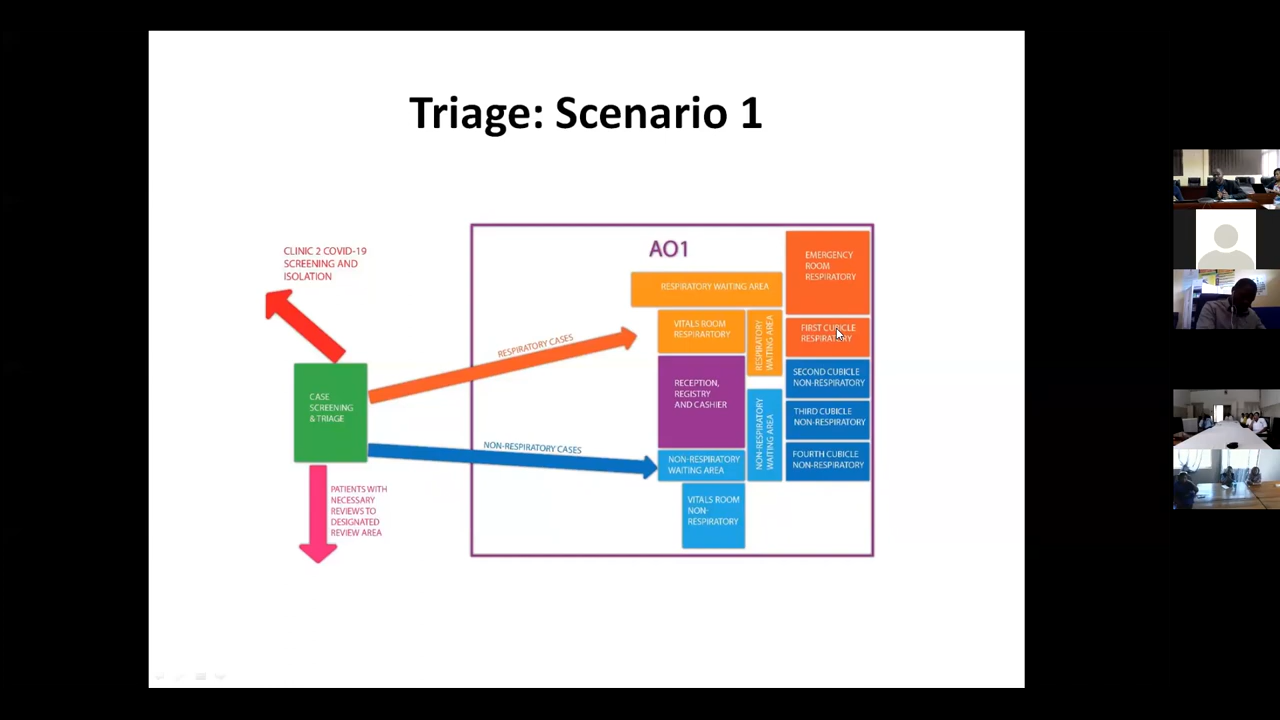 Triage: Scenario 1
CLINIC 2 COVID-19
SCREENING AND
ISOLATION
CASE
SCREENING
& TRIAGE
PATIENTS WITH
NECESSARY
REVIEWS TO
DESIGNATED
REVIEW AREA
RESPIRATORY CASES
NON-RESPIRATORY CASES
AO1
RESPIRATORY WAITING AREA
VITALS ROOM
RESPIRARTORY
RESPIRATORY
WAITING AREA
RECEPTION,
REGISTRY
AND CASHIER
NON-RESPIRATORY
WAITING AREA
NON-RESPIRATORY
WAITING AREA
VITALS ROOM
NON-
RESPIRATORY
EMERGENCY
ROOM
RESPIRATORY
FIRST CUBICLE
RESPIRATORY
SECOND CUBICLE
NON-RESPIRATORY
THIRD CUBICLE
NON-RESPIRATORY
FOURTH CUBICLE
NON-RESPIRATORY